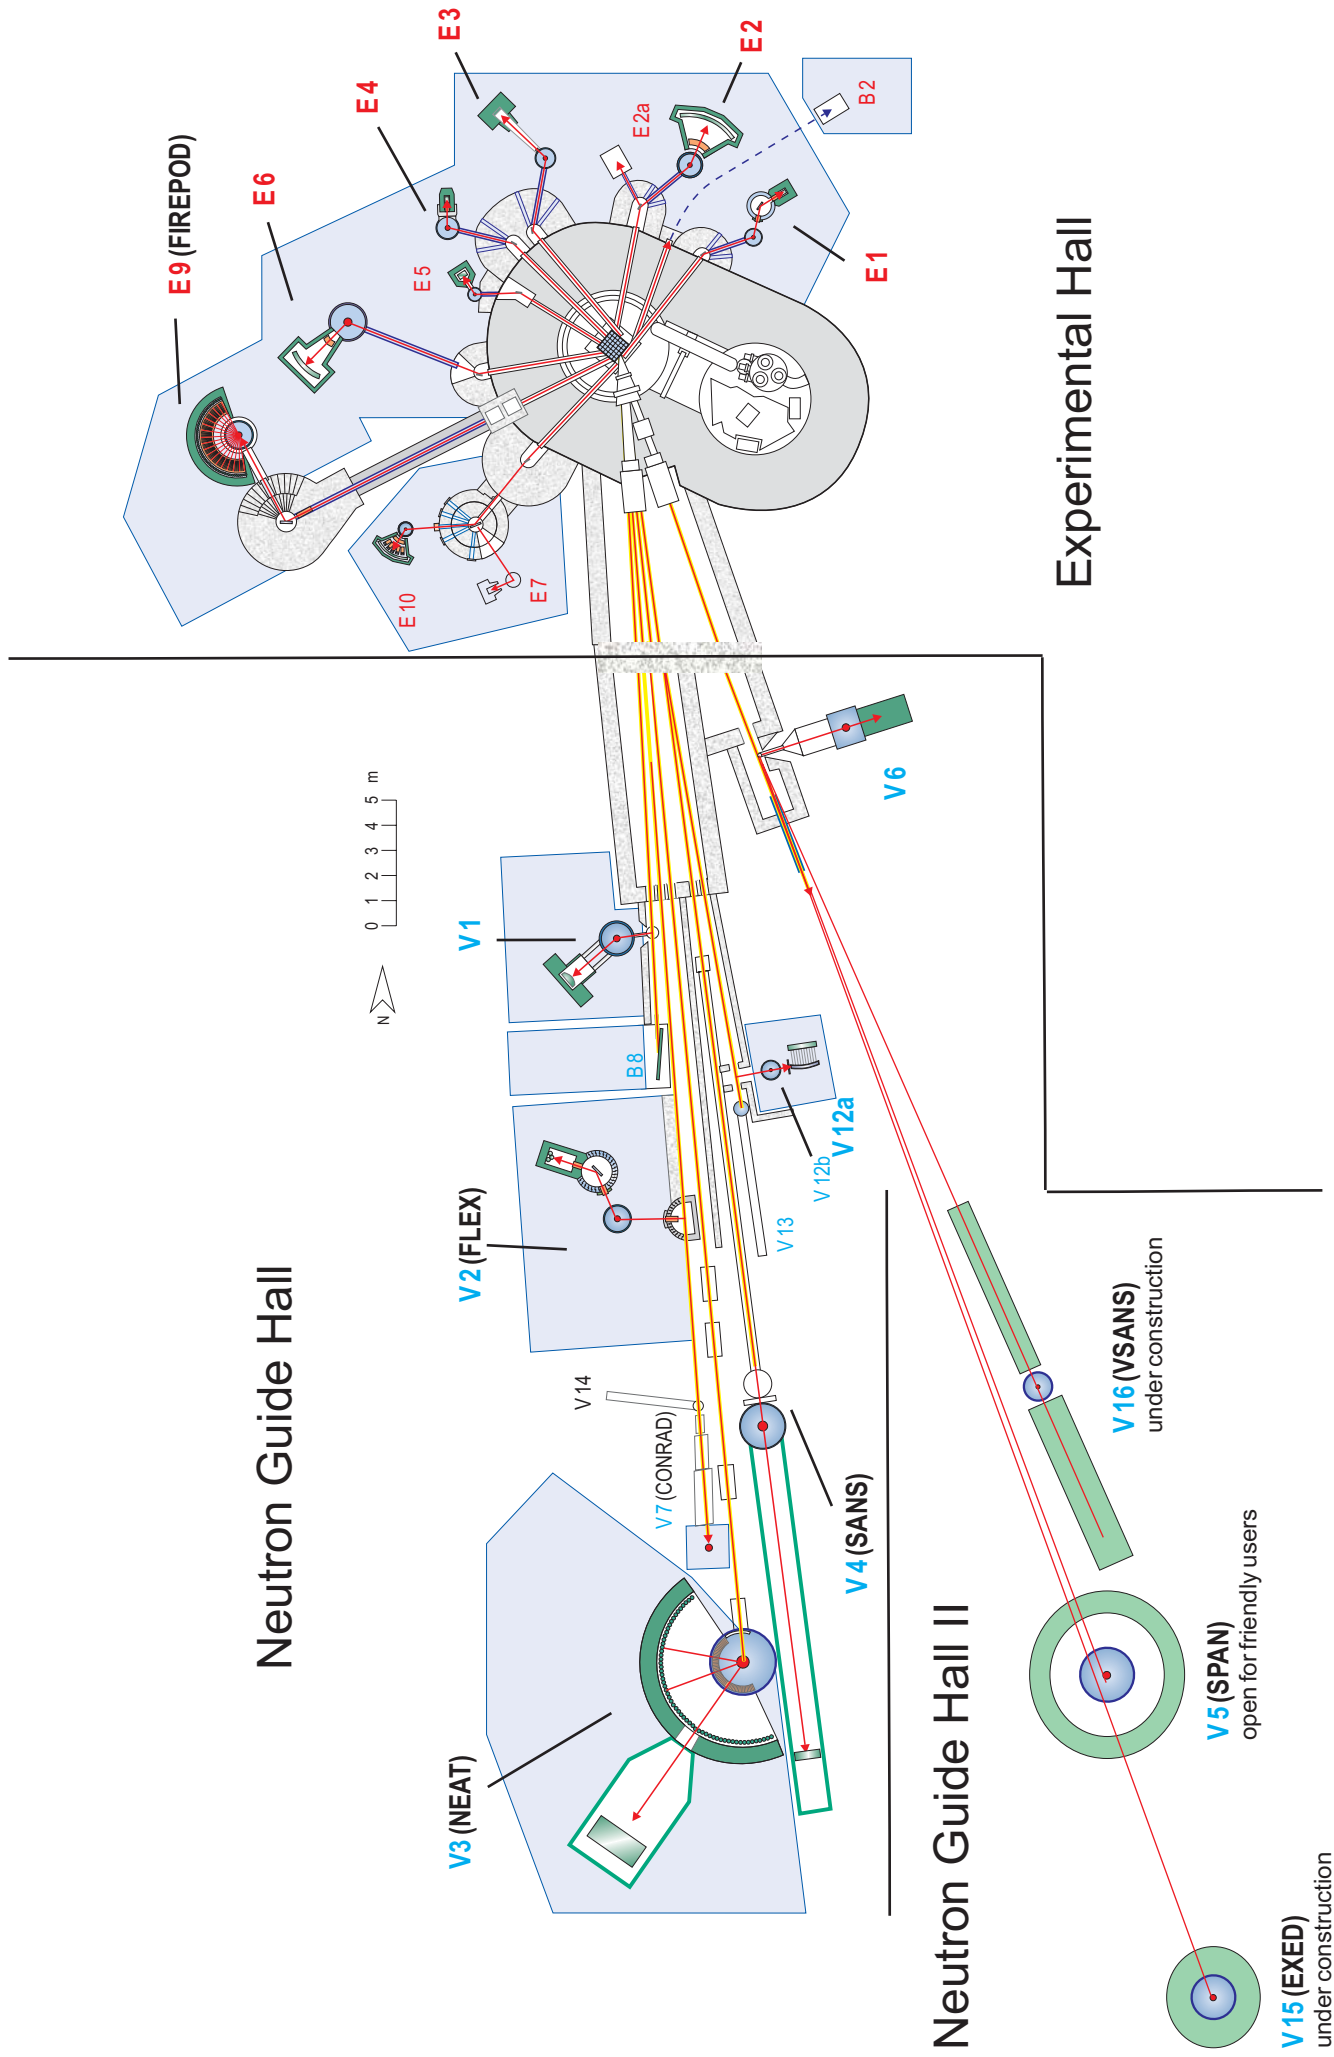 Neutron Guide Hall
Experimental Hall
Neutron Guide Hall II
E9 (FIREPOD)
E6
E4
E3
E2
E2a
B2
E1
E5
E10
E7
0 1 2 3 4 5 m
N
V1
B8
V2 (FLEX)
V14
V7 (CONRAD)
V3 (NEAT)
V4 (SANS)
V13
V12b
V12a
V6
V16 (VSANS)
under construction
V5 (SPAN)
open for friendly users
V15 (EXED)
under construction